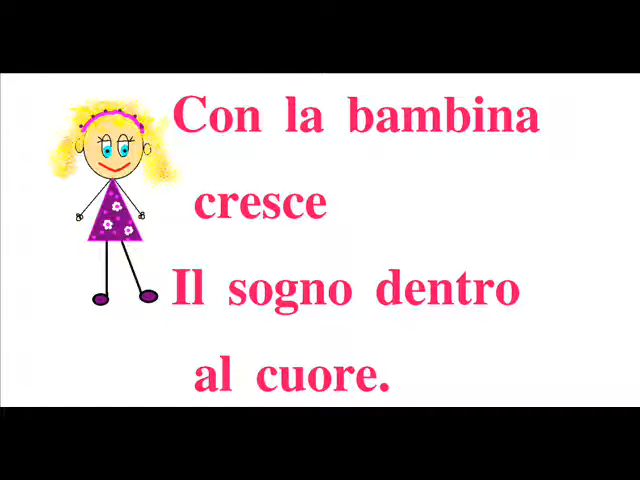 Con la bambina
cresce
Il sogno dentro
al cuore.